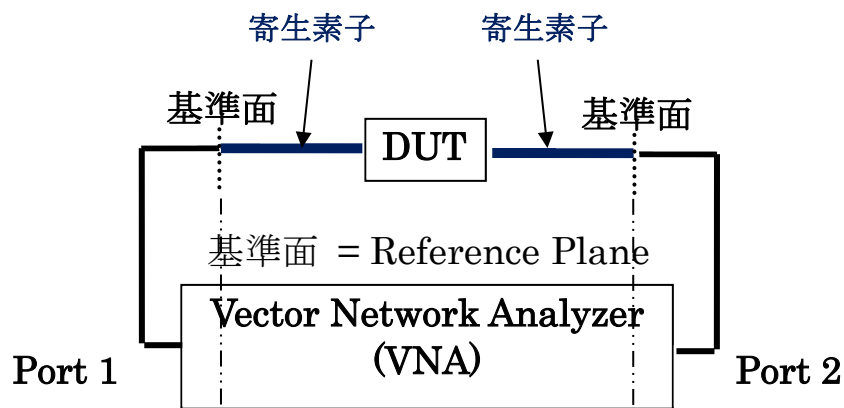 寄生素子 寄生素子
基準面 基準面
DUT
基準面 = Reference Plane
Vector Network Analyzer
(VNA)
Port 1 Port 2